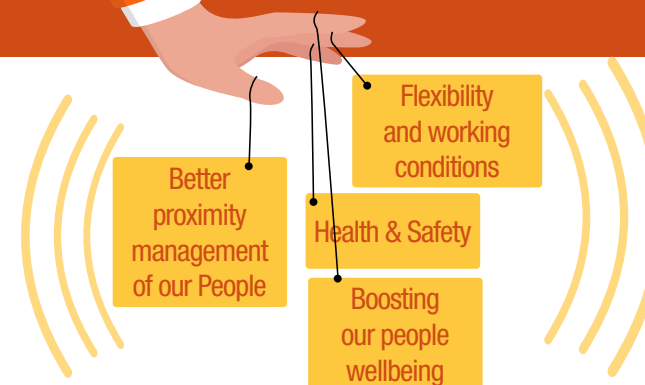 Flexibility
and working
conditions
Better
proximity
management
of our People
Health & Safety
Boosting
our people
wellbeing